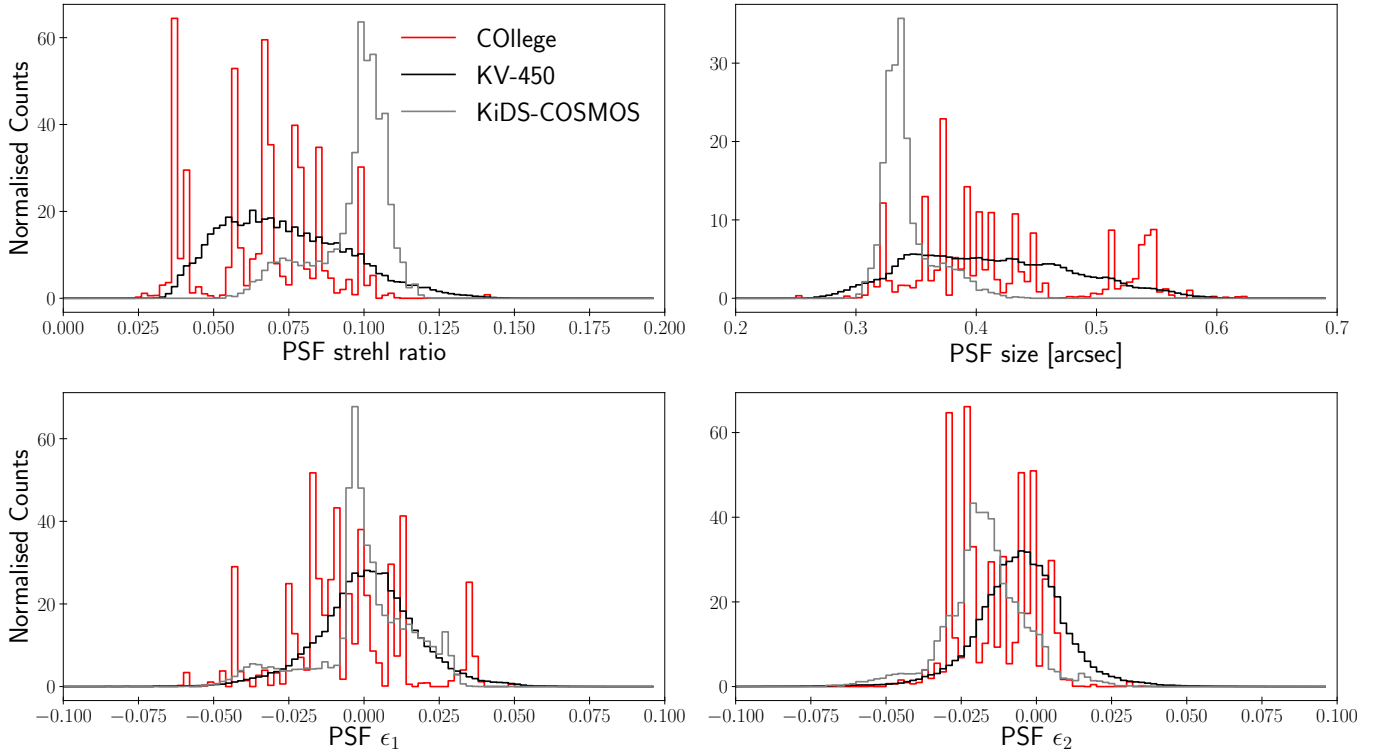 COllege
KV-450
KiDS-COSMOS
Normalised Counts
60
40
20
0
0.000 0.025 0.050 0.075 0.100 0.125 0.150 0.175 0.200
PSF strehl ratio
30
20
10
0
0.2 0.3 0.4 0.5 0.6 0.7
PSF size [arcsec]
Normalised Counts
60
40
20
0
−0.100 −0.075 −0.050 −0.025 0.000 0.025 0.050 0.075 0.100
PSF ϵ₁
60
40
20
0
−0.100 −0.075 −0.050 −0.025 0.000 0.025 0.050 0.075 0.100
PSF ϵ₂